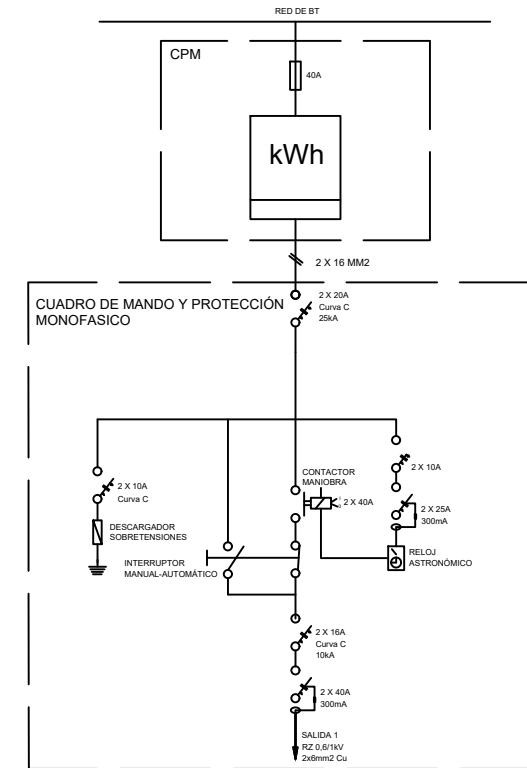 RED DE BT
CPM
40A
kWh
2 X 16 MM2
CUADRO DE MANDO Y PROTECCIÓN
MONOFASICO
2 X 20A
Curva C
25kA
2 X 10A
Curva C
DESCARGADOR
SOBRETENSIONES
INTERRUPTOR
MANUAL-AUTOMÁTICO
CONTACTOR
MANIOBRA
2 X 40A
2 X 10A
2 X 25A
300mA
RELOJ
ASTRONÓMICO
2 X 16A
Curva C
10kA
2 X 40A
300mA
SALIDA 1
RZ 0,6/1kV
2x6mm2 Cu